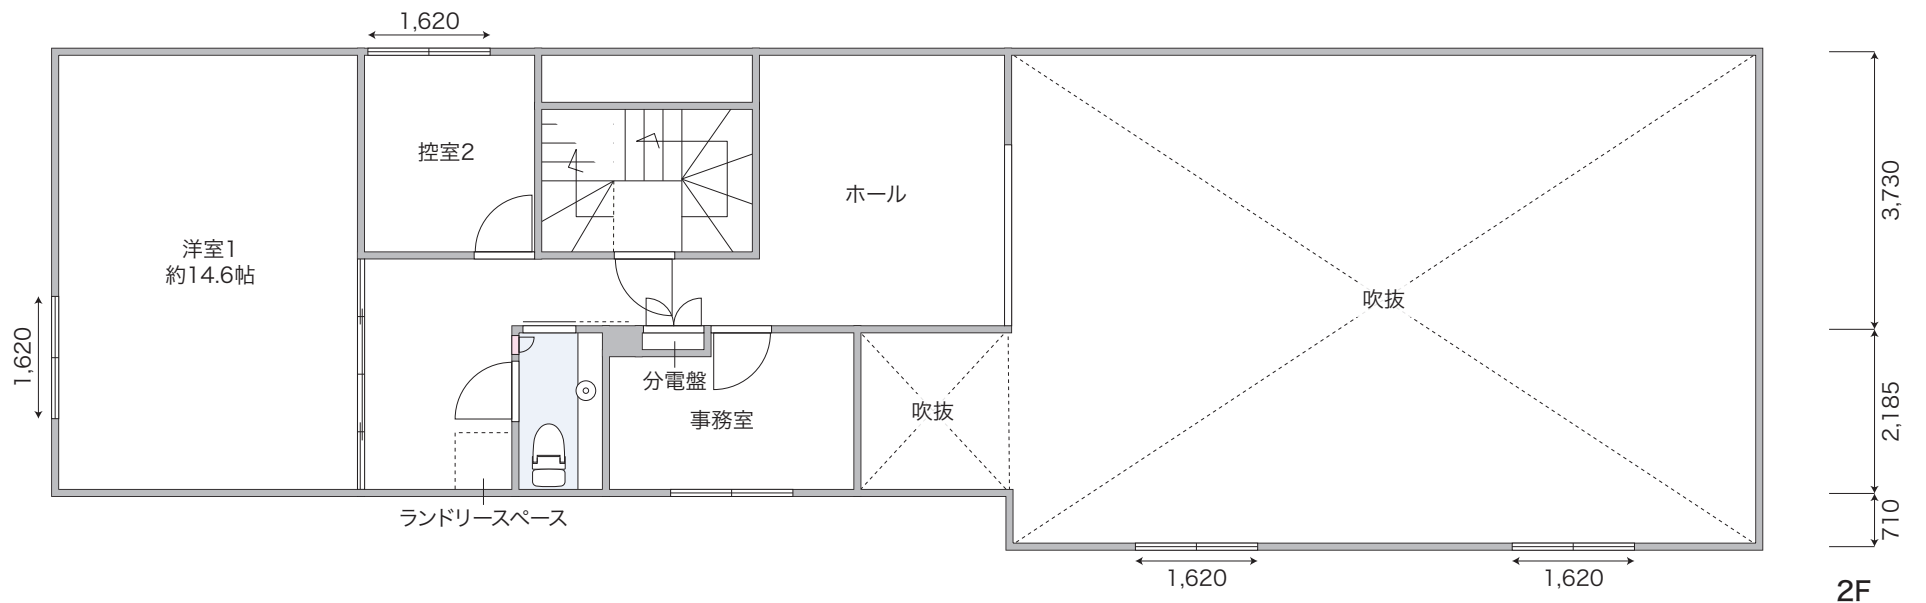 1,620
控室2
ホール
3,730
洋室1
約14.6帖
吹抜
1,620
分電盤
事務室
吹抜
2,185
ランドリースペース
710
1,620
1,620
2F